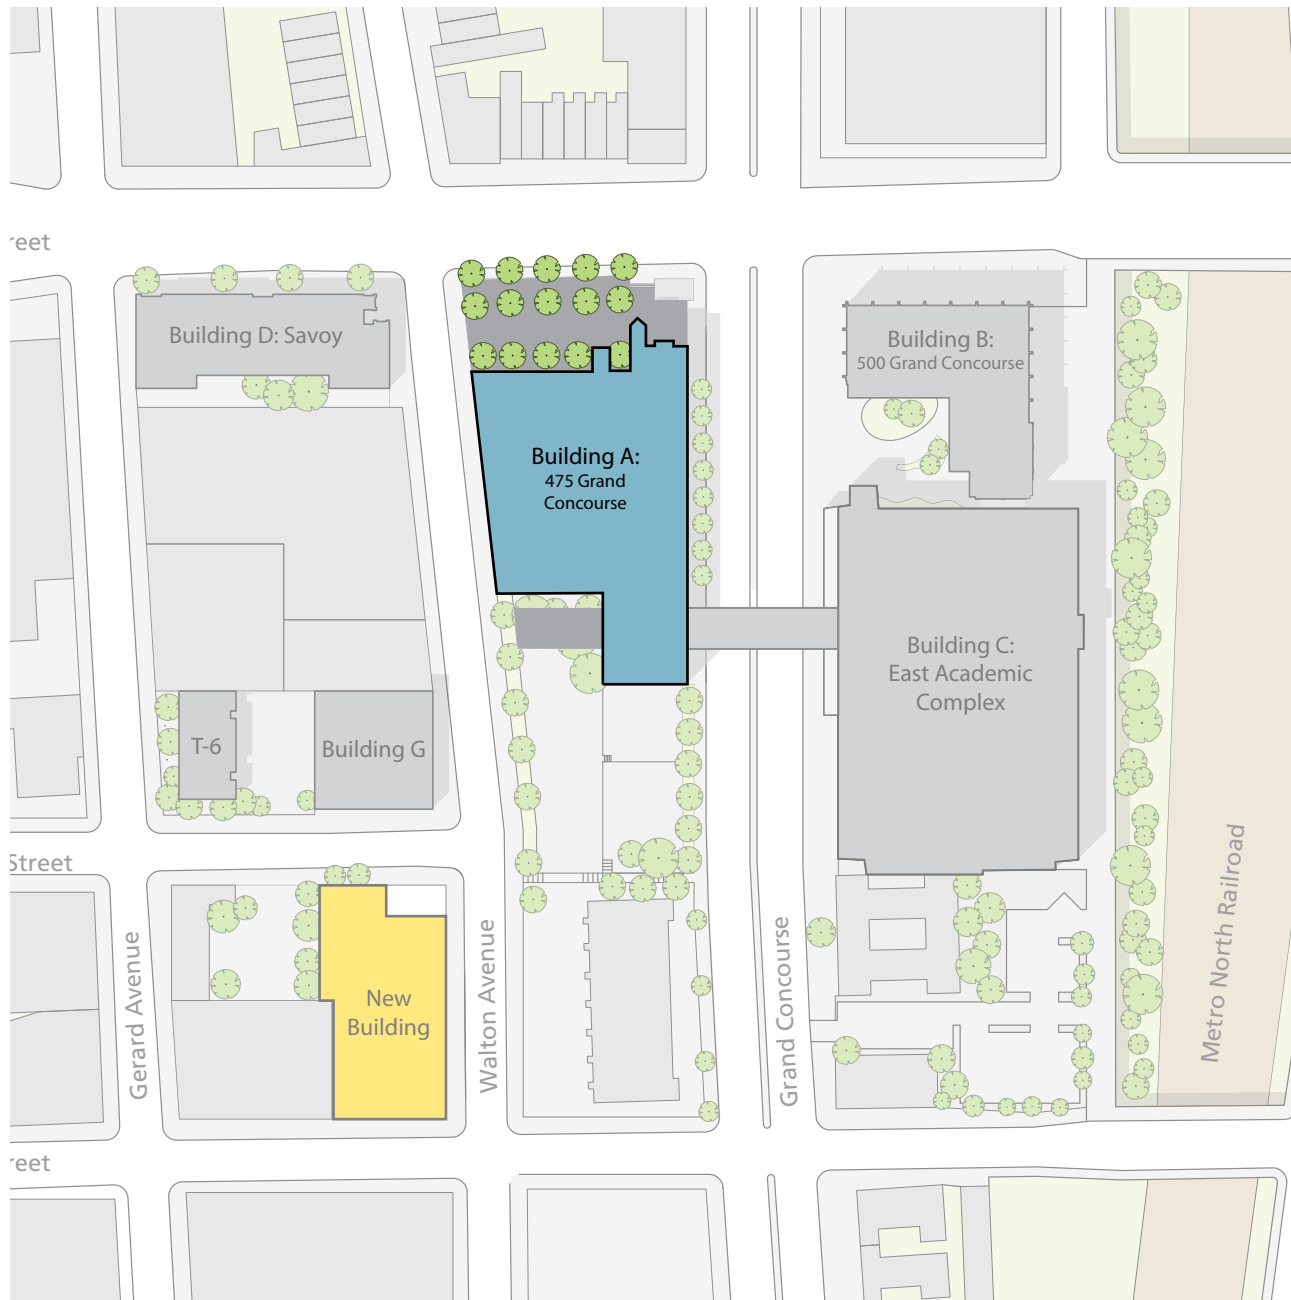 reet
Building D: Savoy
Building B:
500 Grand Concourse
Building A:
475 Grand
Concourse
Building C:
East Academic
Complex
T-6
Building G
Street
New
Building
Gerard Avenue
Walton Avenue
Grand Concourse
Metro North Railroad
reet